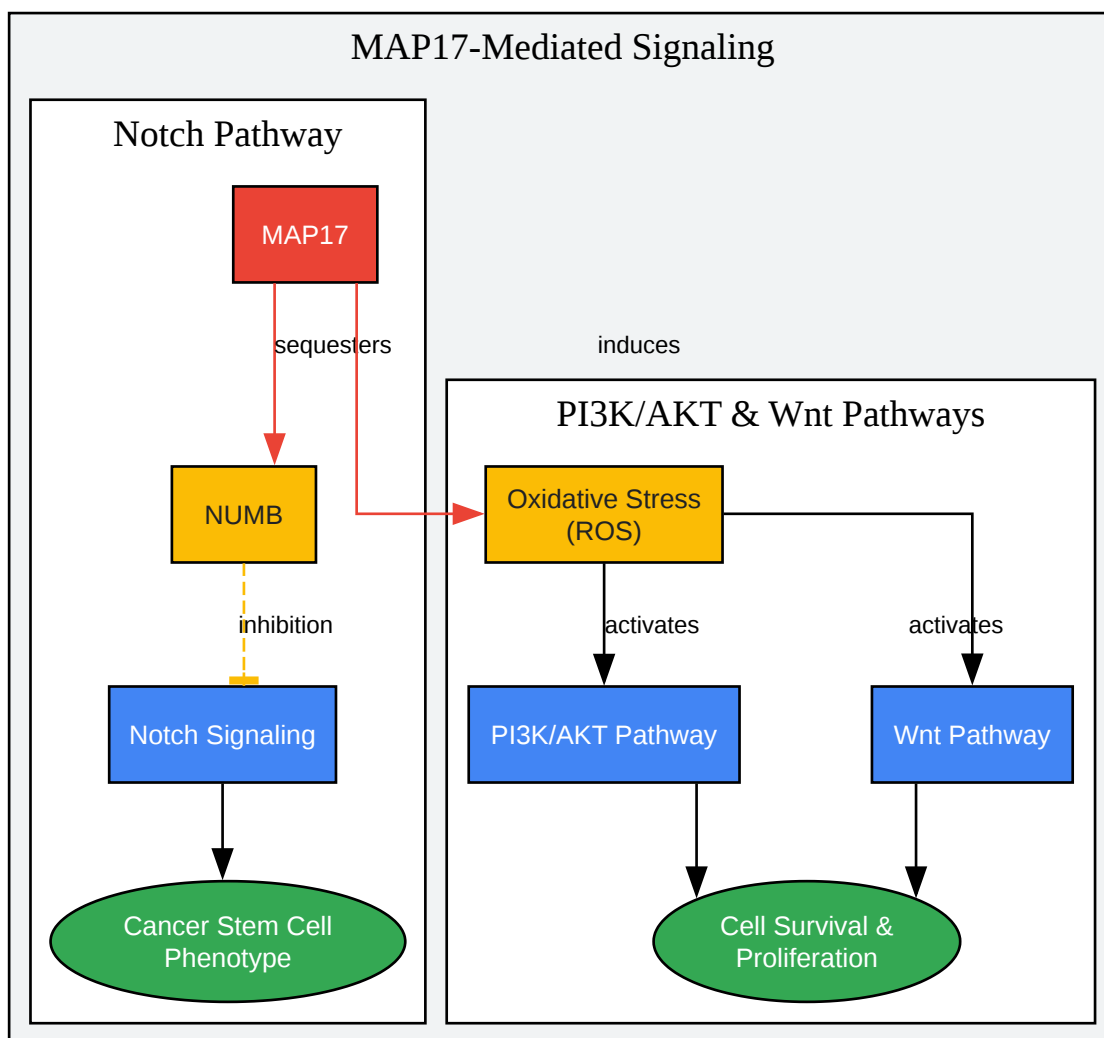 MAP17-Mediated Signaling
Notch Pathway
MAP17
sequesters
induces
PI3K/AKT & Wnt Pathways
NUMB
Oxidative Stress
(ROS)
inhibition
activates
activates
Notch Signaling
PI3K/AKT Pathway
Wnt Pathway
Cancer Stem Cell
Phenotype
Cell Survival &
Proliferation